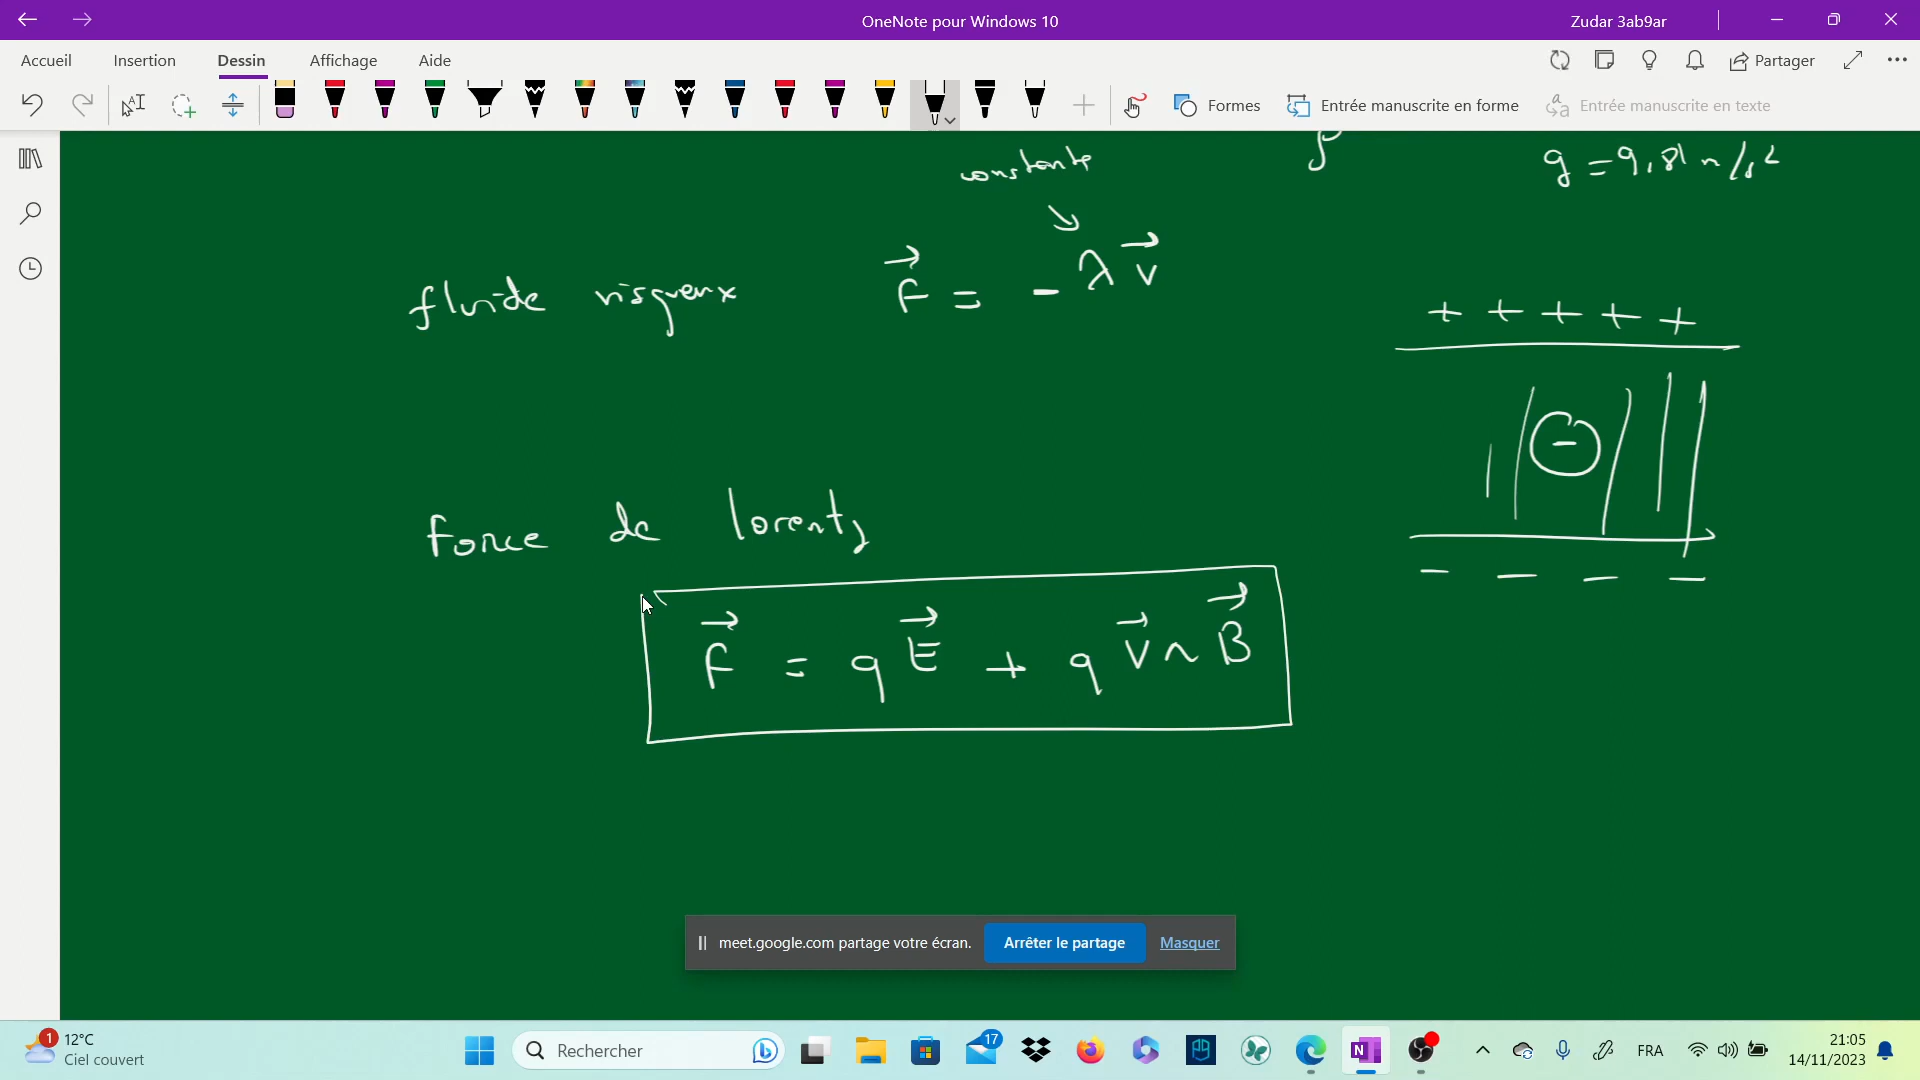 OneNote pour Windows 10
Zudar 3ab9ar
Accueil Insertion Dessin Affichage Aide
Partager
Formes Entrée manuscrite en forme Entrée manuscrite en texte
constante
g = 9,81 m/s²
fluide visqueux F⃗ = - λ v⃗
+ + + + +
-
force de lorentz
- - - -
F⃗ = q E⃗ + q v⃗ ∧ B⃗
meet.google.com partage votre écran. Arrêter le partage Masquer
1
12°C
Ciel couvert
Rechercher
17
FRA
21:05
14/11/2023